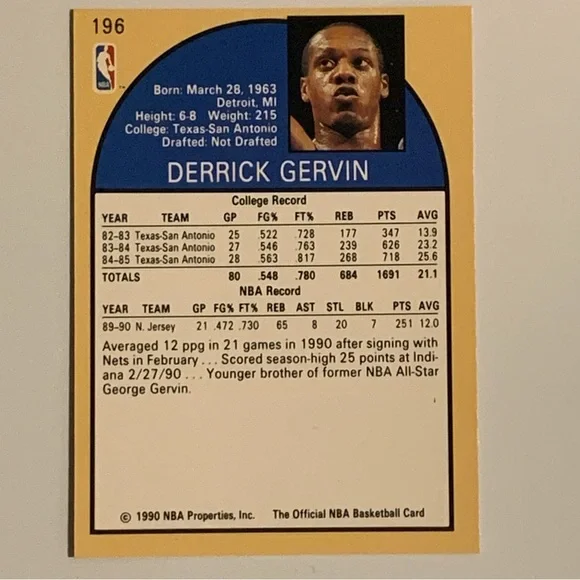 196
NBA
Born: March 28, 1963
Detroit, MI
Height: 6-8 Weight: 215
College: Texas-San Antonio
Drafted: Not Drafted
DERRICK GERVIN
College Record
YEAR TEAM GP FG% FT% REB PTS AVG
82-83 Texas-San Antonio 25 .522 .728 177 347 13.9
83-84 Texas-San Antonio 27 .546 .763 239 626 23.2
84-85 Texas-San Antonio 28 .563 .817 268 718 25.6
TOTALS 80 .548 .780 684 1691 21.1
NBA Record
YEAR TEAM GP FG% FT% REB AST STL BLK PTS AVG
89-90 N. Jersey 21 .472 .730 65 8 20 7 251 12.0
Averaged 12 ppg in 21 games in 1990 after signing with
Nets in February . . . Scored season-high 25 points at Indi-
ana 2/27/90 . . . Younger brother of former NBA All-Star
George Gervin.
© 1990 NBA Properties, Inc. The Official NBA Basketball Card